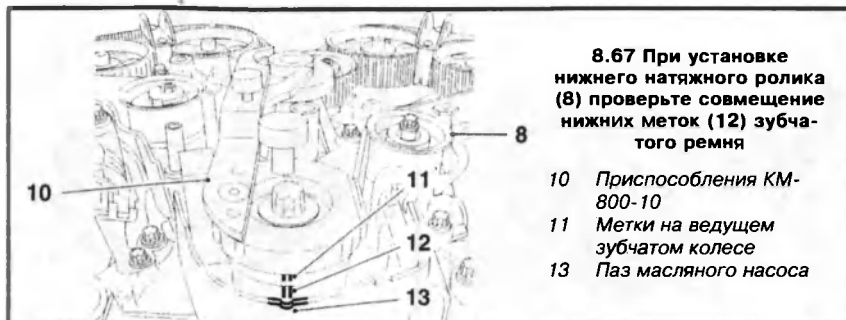 8.67 При установке
нижнего натяжного ролика
(8) проверьте совмещение
нижних меток (12) зубча-
того ремня
10 Приспособления КМ-
800-10
11 Метки на ведущем
зубчатом колесе
13 Паз масляного насоса
8
10
11
12
13